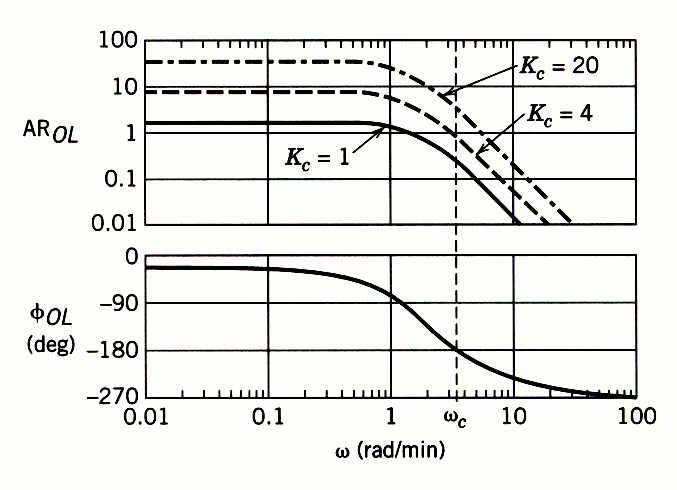 100
10
1
0.1
0.01
AR_OL
K_c = 20
K_c = 4
K_c = 1
0
−90
−180
−270
ϕ_OL
(deg)
0.01 0.1 1 ω_c 10 100
ω (rad/min)